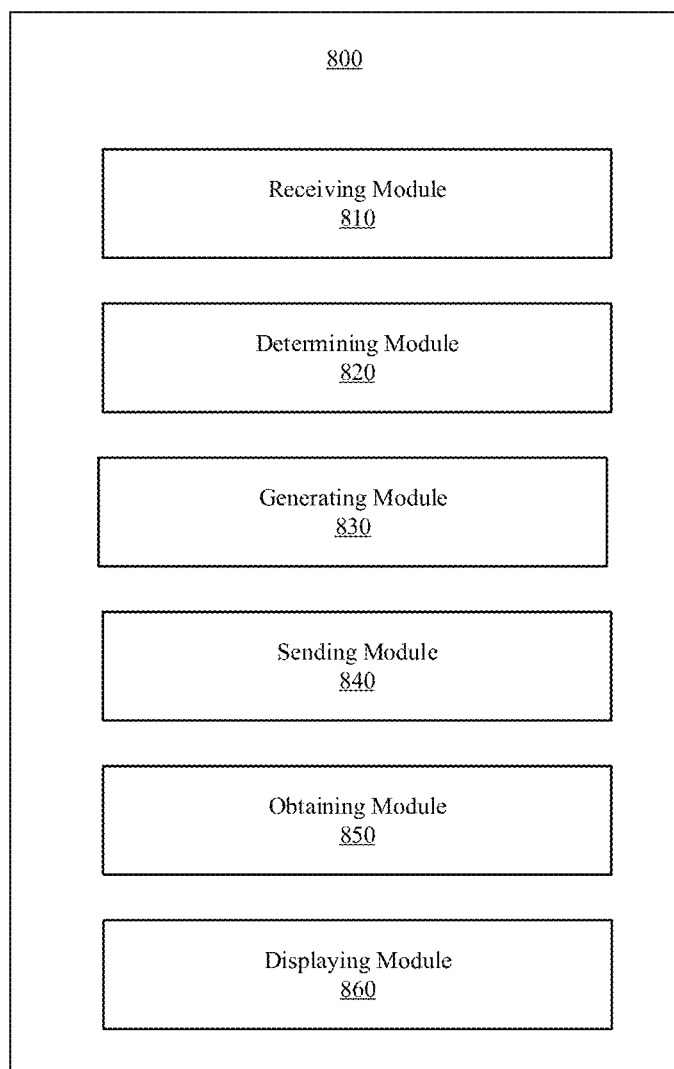 800
Receiving Module
810
Determining Module
820
Generating Module
830
Sending Module
840
Obtaining Module
850
Displaying Module
860